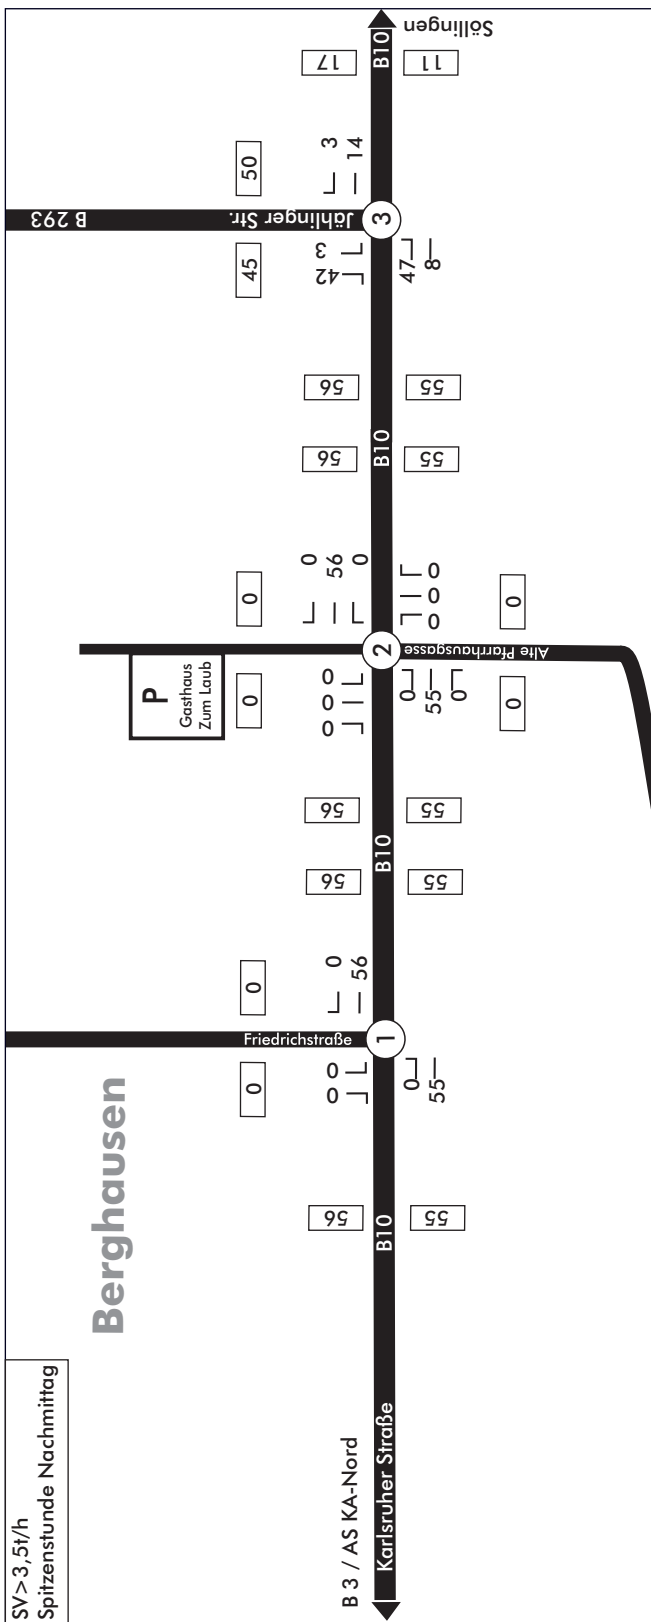 SV>3,5t/h
Spitzenstunde Nachmittag
Berghausen
B 3 / AS KA-Nord
Karlsruher Straße
B10
56
55
Friedrichstraße
1
0
0
0
0
0
55
0
56
B10
56
55
56
55
P
Gasthaus
Zum Laub
2
Alte Pfarrhausgasse
0
0
0
0
0
0
0
0
55
0
0
56
0
0
0
0
B10
56
55
56
55
B 293
Jöhlinger Str.
3
45
50
42
3
47
8
3
14
B10
17
11
Söllingen